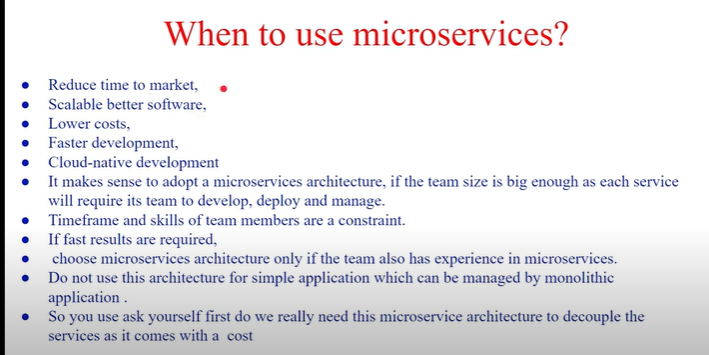 When to use microservices?
Reduce time to market,
Scalable better software,
Lower costs,
Faster development,
Cloud-native development
It makes sense to adopt a microservices architecture, if the team size is big enough as each service
will require its team to develop, deploy and manage.
Timeframe and skills of team members are a constraint.
If fast results are required,
choose microservices architecture only if the team also has experience in microservices.
Do not use this architecture for simple application which can be managed by monolithic
application .
So you use ask yourself first do we really need this microservice architecture to decouple the
services as it comes with a cost